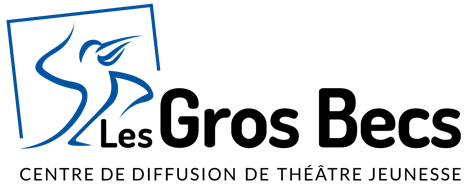 Les Gros Becs
CENTRE DE DIFFUSION DE THÉÂTRE JEUNESSE